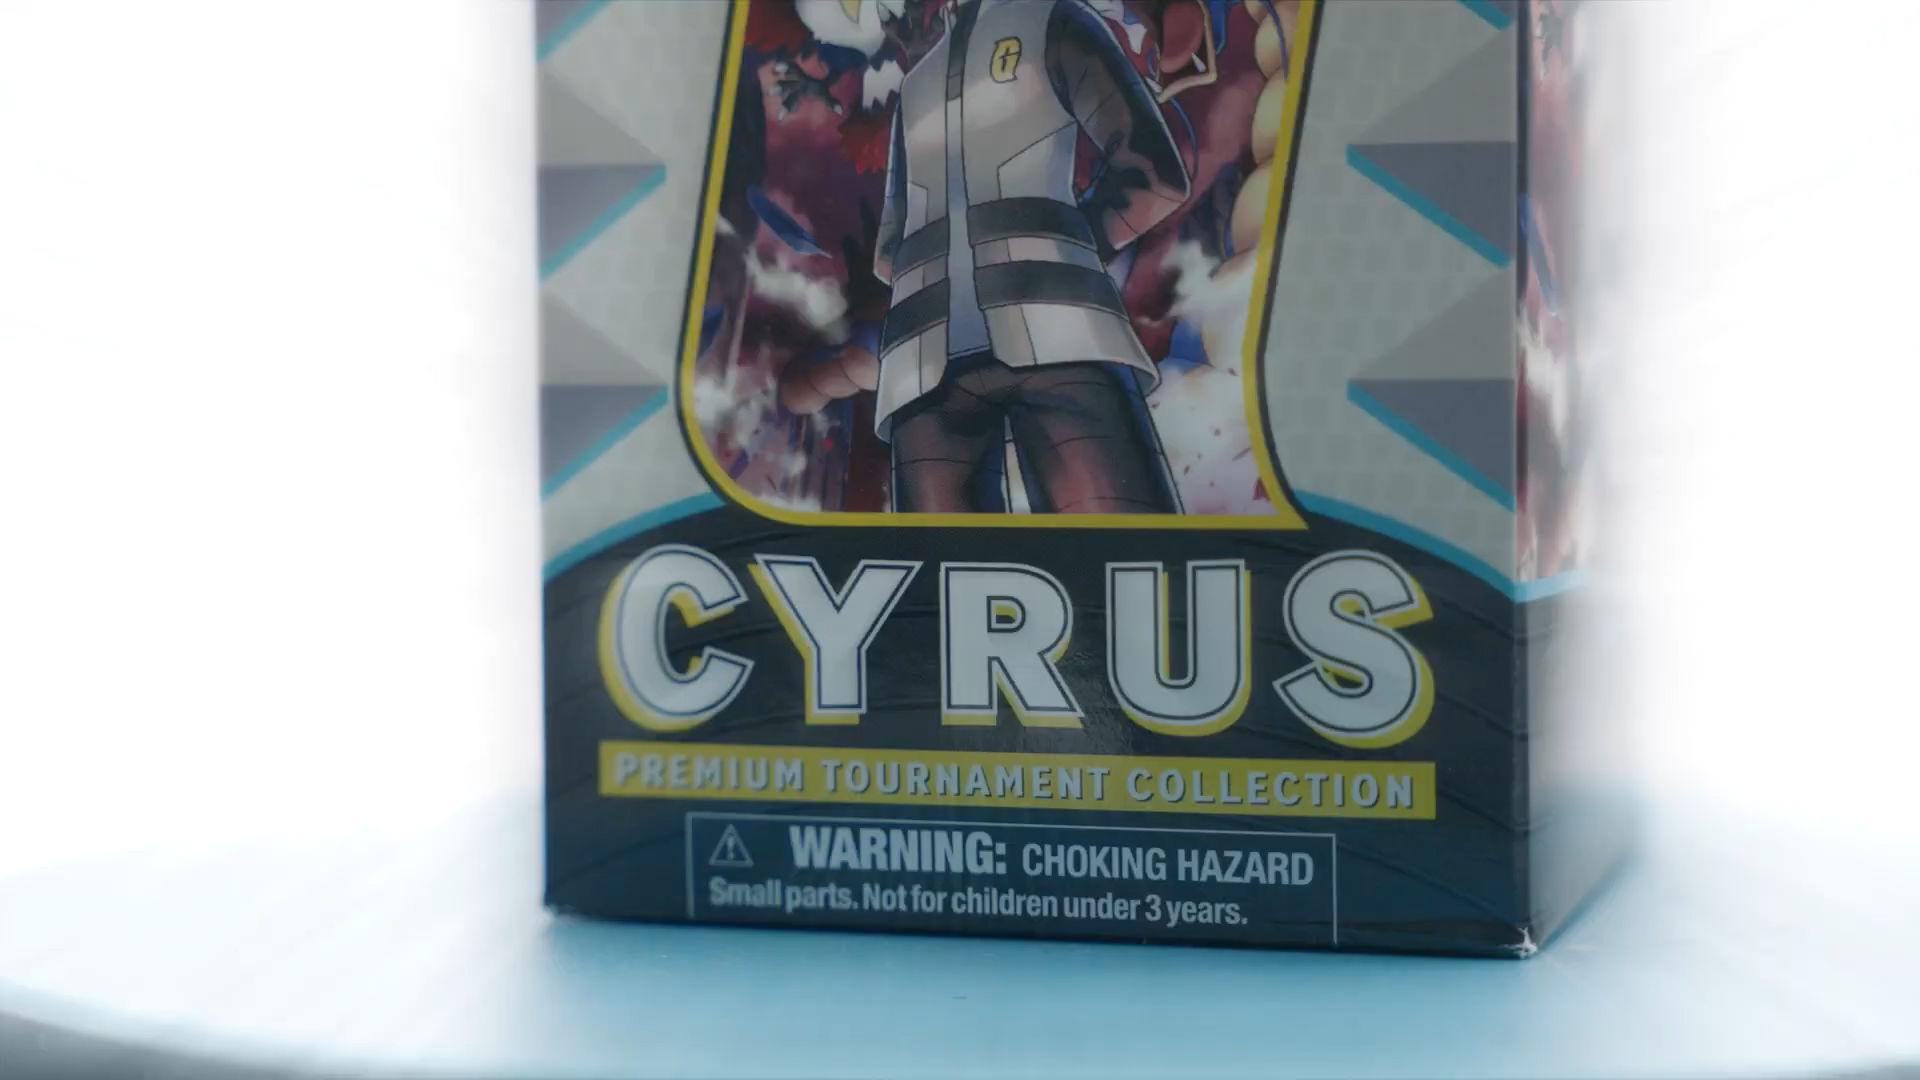 G
CYRUS
PREMIUM TOURNAMENT COLLECTION
WARNING: CHOKING HAZARD
Small parts. Not for children under 3 years.